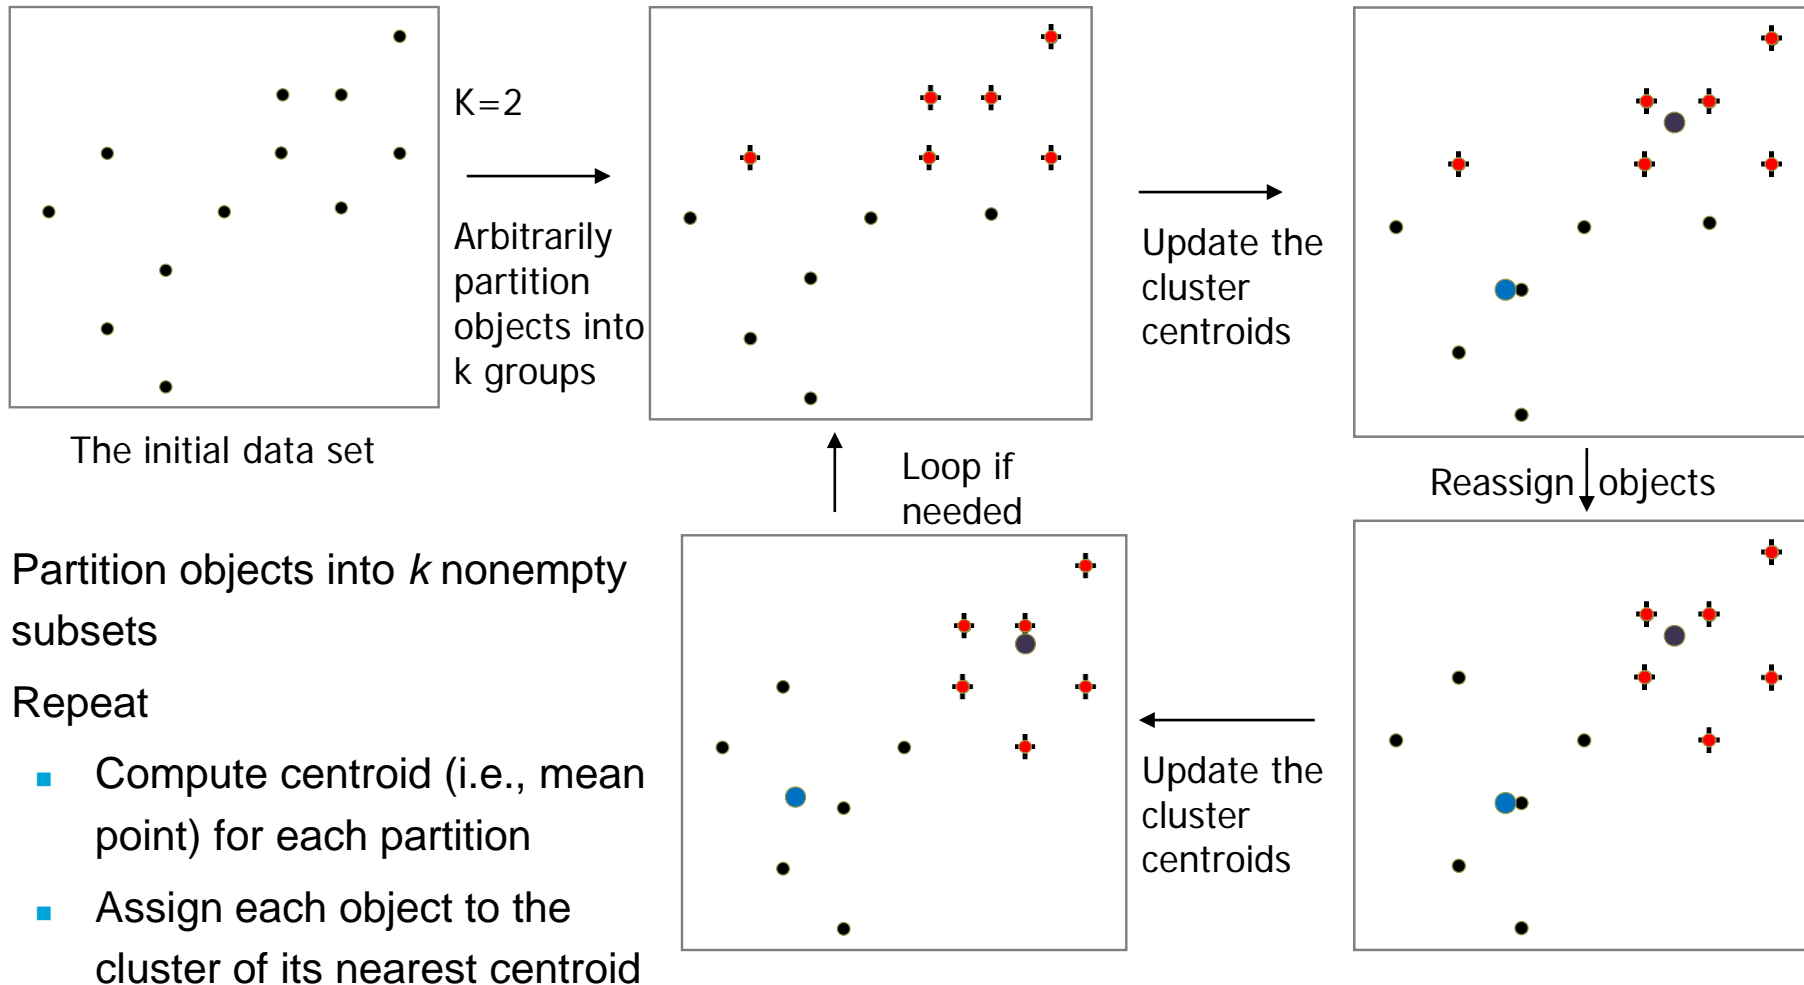 K=2
Arbitrarily
partition
objects into
k groups
Update the
cluster
centroids
The initial data set
Loop if
needed
Reassign objects
Update the
cluster
centroids
Partition objects into k nonempty
subsets
Repeat
Compute centroid (i.e., mean
point) for each partition
Assign each object to the
cluster of its nearest centroid